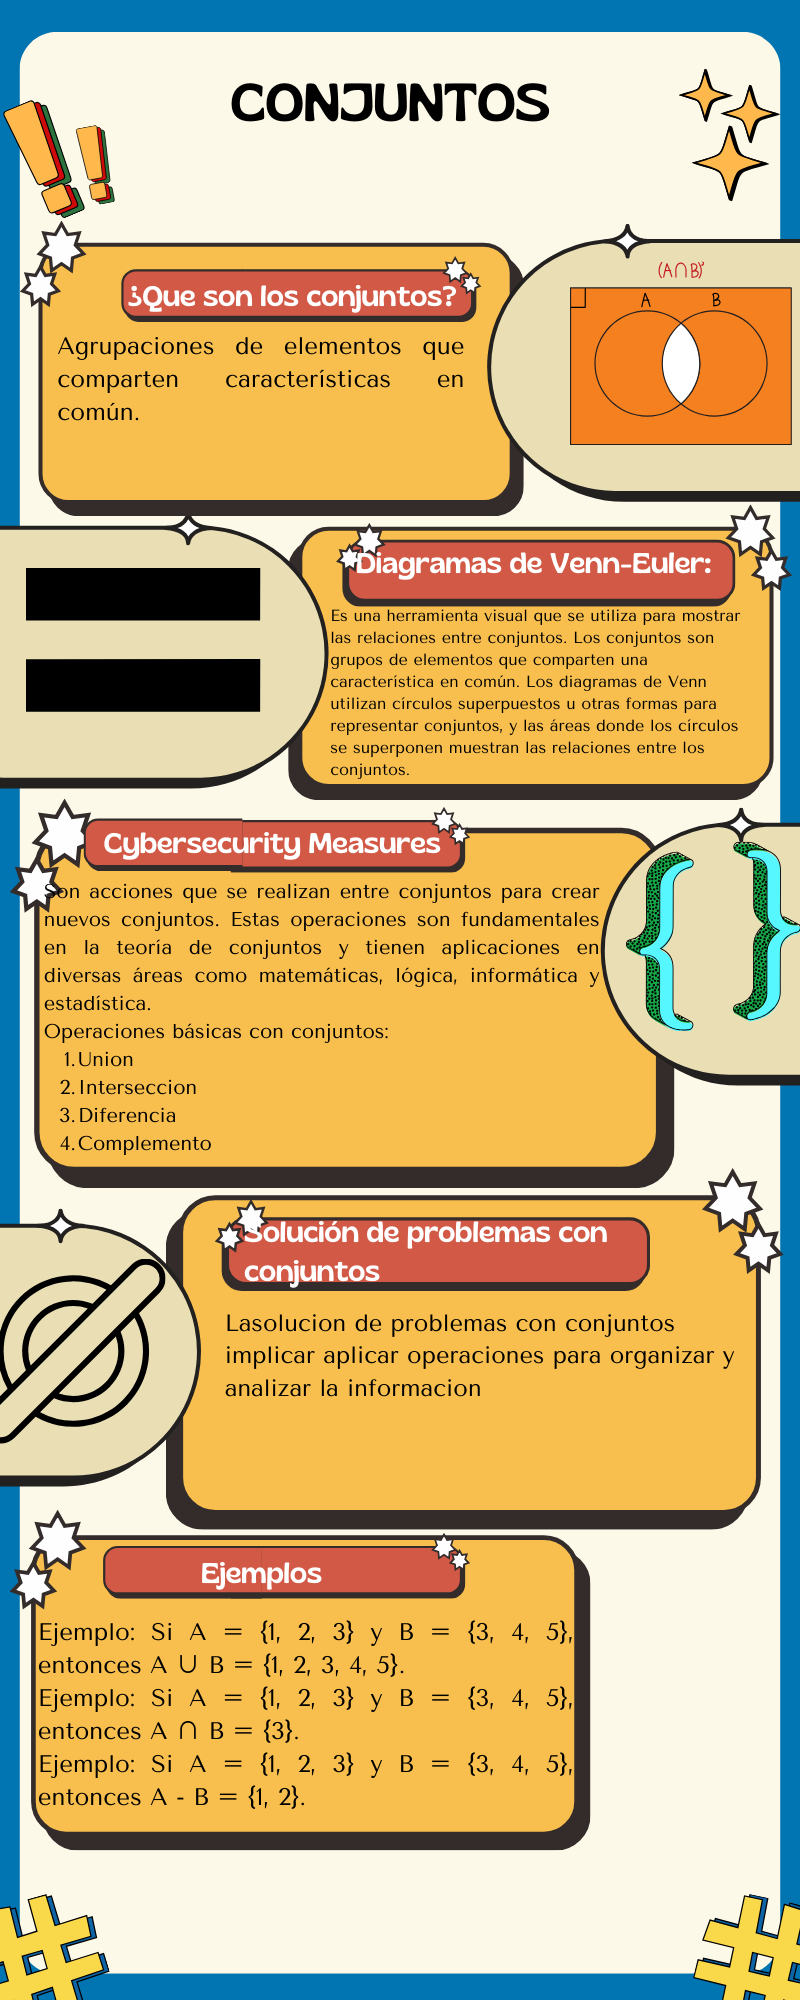 CONJUNTOS
¿Que son los conjuntos?
Agrupaciones de elementos que
comparten características en
común.
(A∩B)ᶜ
A B
Diagramas de Venn-Euler:
Es una herramienta visual que se utiliza para mostrar
las relaciones entre conjuntos. Los conjuntos son
grupos de elementos que comparten una
característica en común. Los diagramas de Venn
utilizan círculos superpuestos u otras formas para
representar conjuntos, y las áreas donde los círculos
se superponen muestran las relaciones entre los
conjuntos.
Cybersecurity Measures
Son acciones que se realizan entre conjuntos para crear
nuevos conjuntos. Estas operaciones son fundamentales
en la teoría de conjuntos y tienen aplicaciones en
diversas áreas como matemáticas, lógica, informática y
estadística.
Operaciones básicas con conjuntos:
1. Union
2. Interseccion
3. Diferencia
4. Complemento
{ }
Solución de problemas con
conjuntos
Lasolucion de problemas con conjuntos
implicar aplicar operaciones para organizar y
analizar la informacion
Ejemplos
Ejemplo: Si A = {1, 2, 3} y B = {3, 4, 5},
entonces A ∪ B = {1, 2, 3, 4, 5}.
Ejemplo: Si A = {1, 2, 3} y B = {3, 4, 5},
entonces A ∩ B = {3}.
Ejemplo: Si A = {1, 2, 3} y B = {3, 4, 5},
entonces A - B = {1, 2}.